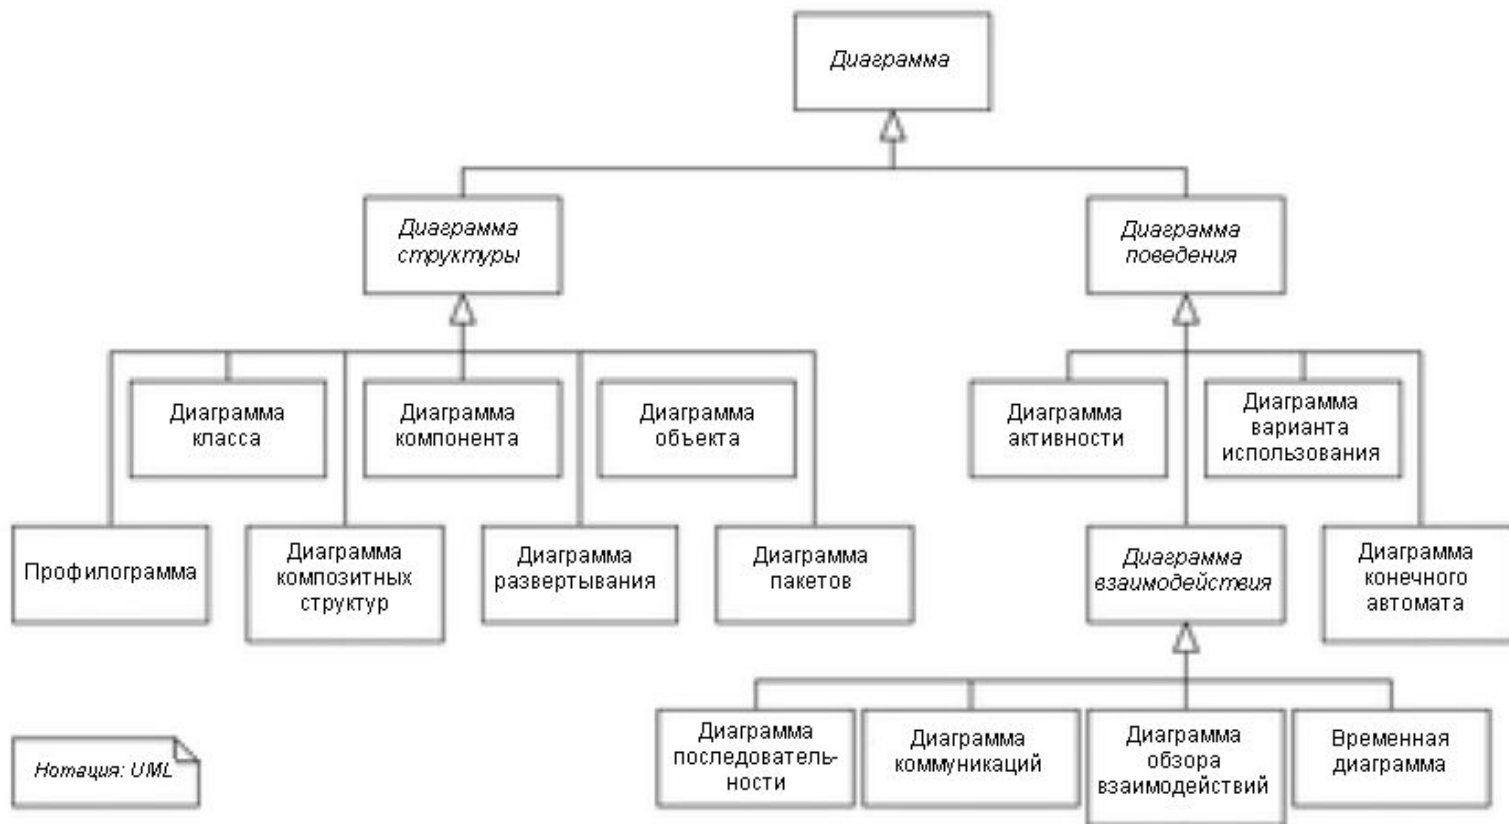 Диаграмма
Диаграмма
структуры
Диаграмма
поведения
Диаграмма
класса
Диаграмма
компонента
Диаграмма
объекта
Диаграмма
активности
Диаграмма
варианта
использования
Профилограмма
Диаграмма
композитных
структур
Диаграмма
развертывания
Диаграмма
пакетов
Диаграмма
взаимодействия
Диаграмма
конечного
автомата
Диаграмма
последователь-
ности
Диаграмма
коммуникаций
Диаграмма
обзора
взаимодействий
Временная
диаграмма
Нотация: UML